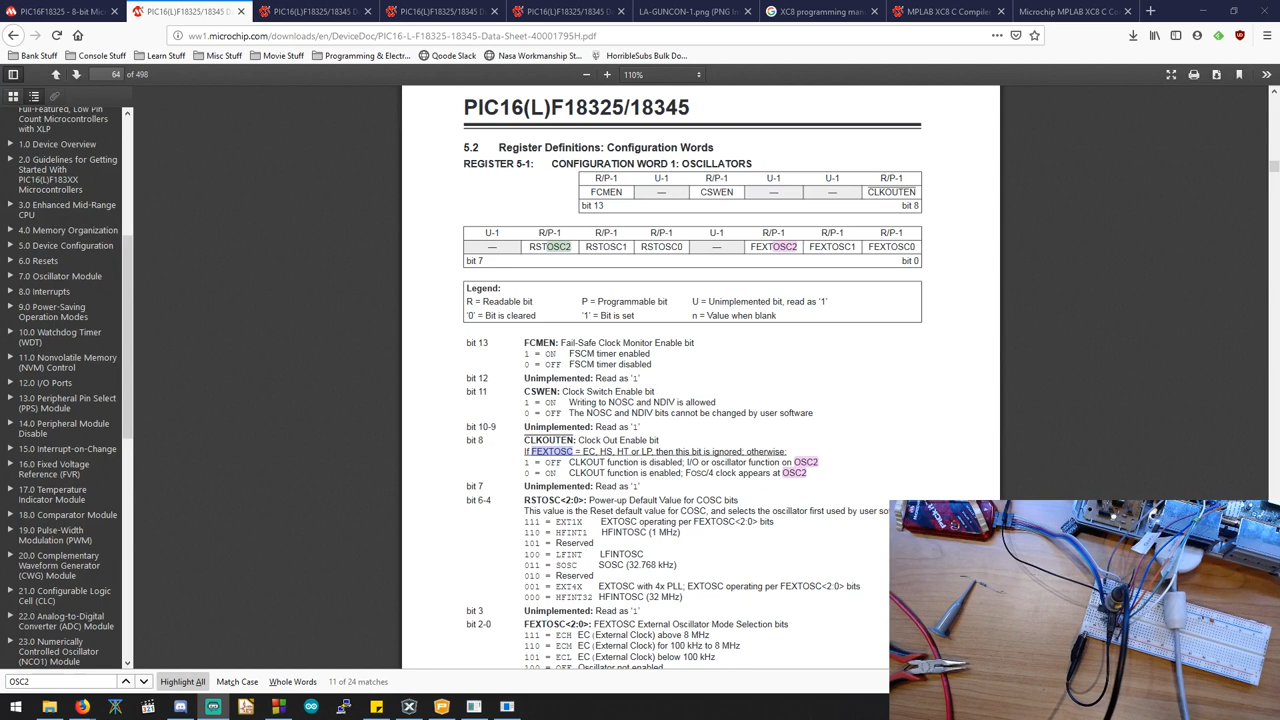 PIC16F18325 - 8-bit Micro
PIC16(L)F18325/18345 Da
PIC16(L)F18325/18345 Da
PIC16(L)F18325/18345 Da
PIC16(L)F18325/18345 Da
LA-GUNCON-1.png (PNG Im
XC8 programming man
MPLAB XC8 C Compiler
Microchip MPLAB XC8 C Co
ww1.microchip.com/downloads/en/DeviceDoc/PIC16-L-F18325-18345-Data-Sheet-40001795H.pdf
Bank Stuff
Console Stuff
Learn Stuff
Misc Stuff
Movie Stuff
Programming & Electr...
Qoode Slack
Nasa Workmanship St...
HorribleSubs Bulk Do...
64 of 498
110%
Full-Featured, Low Pin
Count Microcontrollers
with XLP
1.0 Device Overview
2.0 Guidelines for Getting
Started With
PIC16(L)F183XX
Microcontrollers
3.0 Enhanced Mid-Range
CPU
4.0 Memory Organization
5.0 Device Configuration
6.0 Resets
7.0 Oscillator Module
8.0 Interrupts
9.0 Power-Saving
Operation Modes
10.0 Watchdog Timer
(WDT)
11.0 Nonvolatile Memory
(NVM) Control
12.0 I/O Ports
13.0 Peripheral Pin Select
(PPS) Module
14.0 Peripheral Module
Disable
15.0 Interrupt-on-Change
16.0 Fixed Voltage
Reference (FVR)
17.0 Temperature
Indicator Module
18.0 Comparator Module
19.0 Pulse-Width
Modulation (PWM)
20.0 Complementary
Waveform Generator
(CWG) Module
21.0 Configurable Logic
Cell (CLC)
22.0 Analog-to-Digital
Converter (ADC) Module
23.0 Numerically
Controlled Oscillator
(NCO1) Module
PIC16(L)F18325/18345
5.2 Register Definitions: Configuration Words
REGISTER 5-1: CONFIGURATION WORD 1: OSCILLATORS
R/P-1 U-1 R/P-1 U-1 U-1 R/P-1
FCMEN — CSWEN — — CLKOUTEN
bit 13 bit 8
U-1 R/P-1 R/P-1 R/P-1 U-1 R/P-1 R/P-1 R/P-1
— RSTOSC2 RSTOSC1 RSTOSC0 — FEXTOSC2 FEXTOSC1 FEXTOSC0
bit 7 bit 0
Legend:
R = Readable bit P = Programmable bit U = Unimplemented bit, read as '1'
'0' = Bit is cleared '1' = Bit is set n = Value when blank
bit 13 FCMEN: Fail-Safe Clock Monitor Enable bit
1 = ON FSCM timer enabled
0 = OFF FSCM timer disabled
bit 12 Unimplemented: Read as '1'
bit 11 CSWEN: Clock Switch Enable bit
1 = ON Writing to NOSC and NDIV is allowed
0 = OFF The NOSC and NDIV bits cannot be changed by user software
bit 10-9 Unimplemented: Read as '1'
bit 8 CLKOUTEN: Clock Out Enable bit
If FEXTOSC = EC, HS, HT or LP, then this bit is ignored; otherwise:
1 = OFF CLKOUT function is disabled; I/O or oscillator function on OSC2
0 = ON CLKOUT function is enabled; FOSC/4 clock appears at OSC2
bit 7 Unimplemented: Read as '1'
bit 6-4 RSTOSC<2:0>: Power-up Default Value for COSC bits
This value is the Reset default value for COSC, and selects the oscillator first used by user so
111 = EXT1X EXTOSC operating per FEXTOSC<2:0> bits
110 = HFINT1 HFINTOSC (1 MHz)
101 = Reserved
100 = LFINT LFINTOSC
011 = SOSC SOSC (32.768 kHz)
010 = Reserved
001 = EXT4X EXTOSC with 4x PLL; EXTOSC operating per FEXTOSC<2:0> bits
000 = HFINT32 HFINTOSC (32 MHz)
bit 3 Unimplemented: Read as '1'
bit 2-0 FEXTOSC<2:0>: FEXTOSC External Oscillator Mode Selection bits
111 = ECH EC (External Clock) above 8 MHz
110 = ECM EC (External Clock) for 100 kHz to 8 MHz
101 = ECL EC (External Clock) below 100 kHz
100 = OFF Oscillator not enabled
OSC2
Highlight All
Match Case
Whole Words
11 of 24 matches